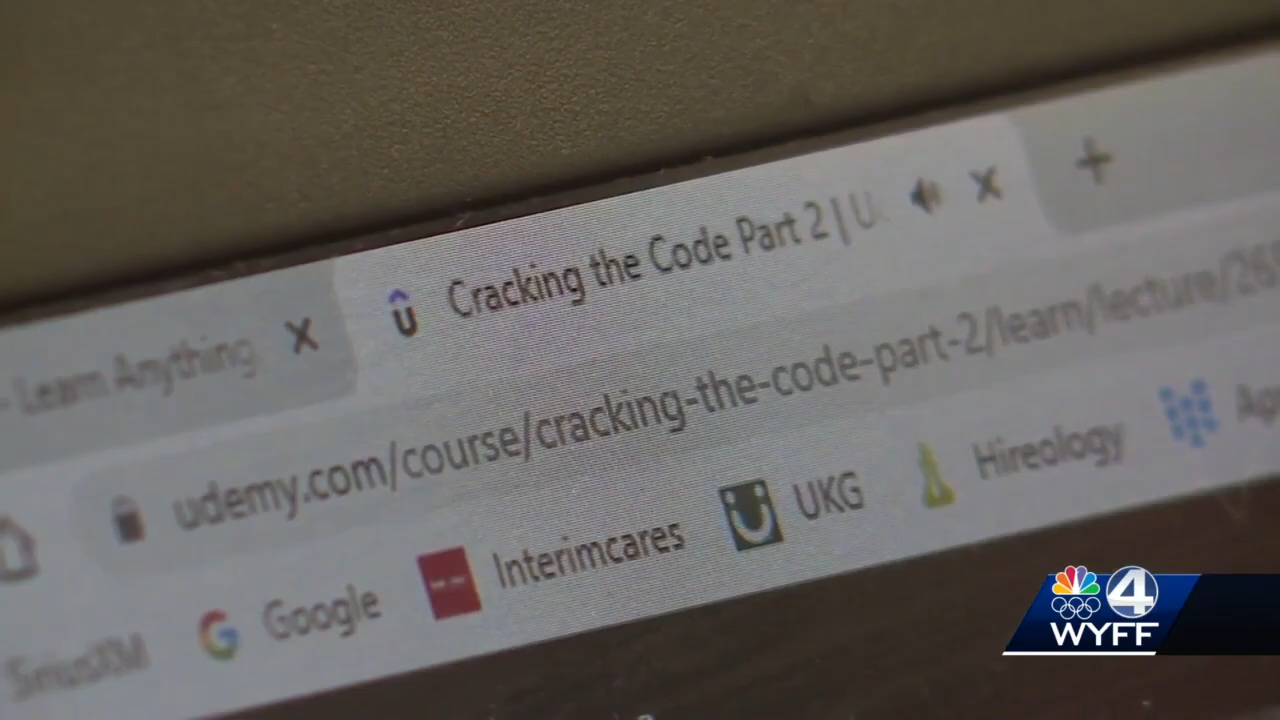 - Learn Anything
Cracking the Code Part 2 | U
udemy.com/course/cracking-the-code-part-2/learn/lecture/26
SiriusXM
Google
Interimcares
UKG
Hireology
4
WYFF